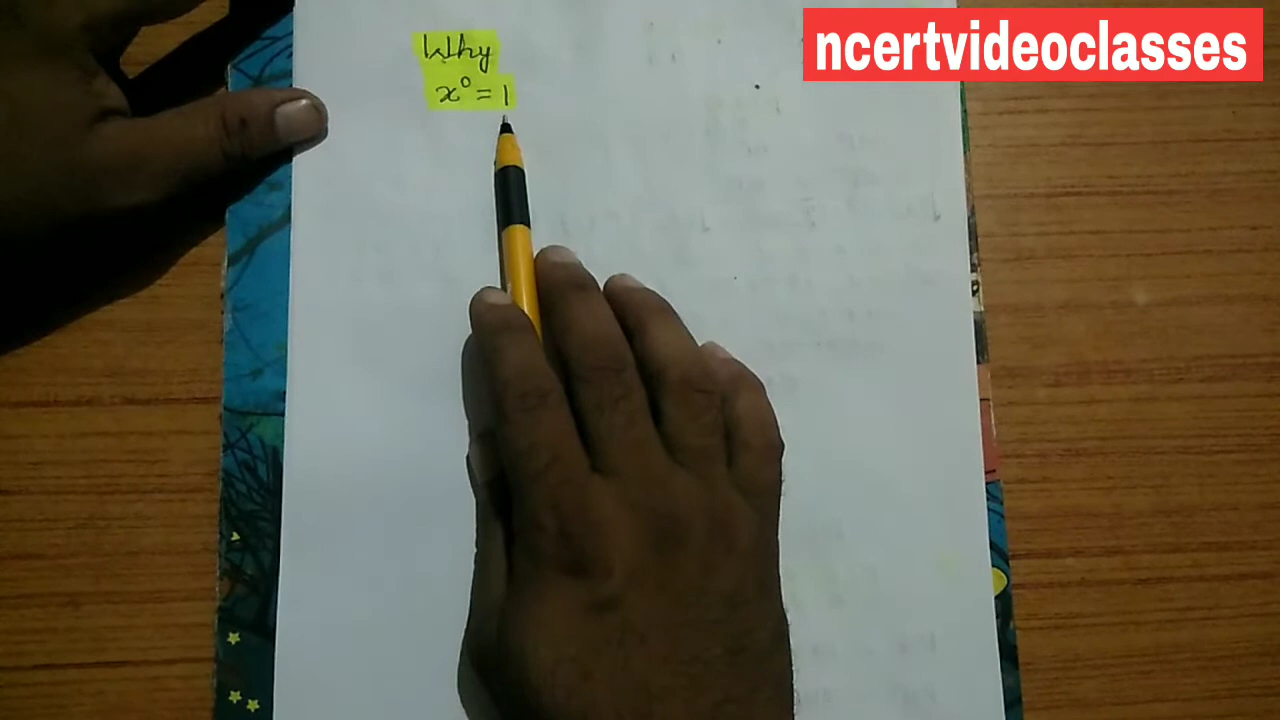 ncertvideoclasses
Why
x⁰ = 1